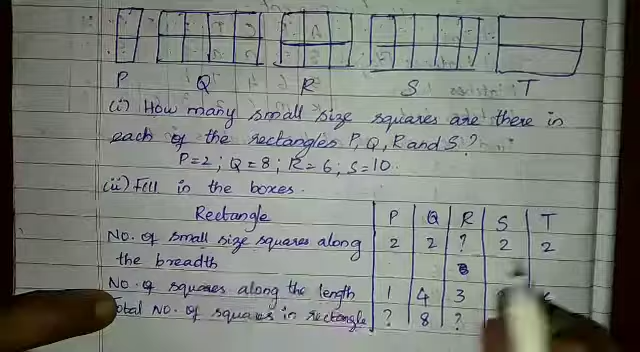 P Q R S T
(i) How many small size squares are there in
each of the rectangles P, Q, R and S?
P=2; Q=8; R=6; S=10.
(ii) Fill in the boxes.
Rectangle P Q R S T
No. of small size squares along 2 2 ? 2 2
the breadth
No. of squares along the length 1 4 3
Total No. of squares in rectangle ? 8 ?